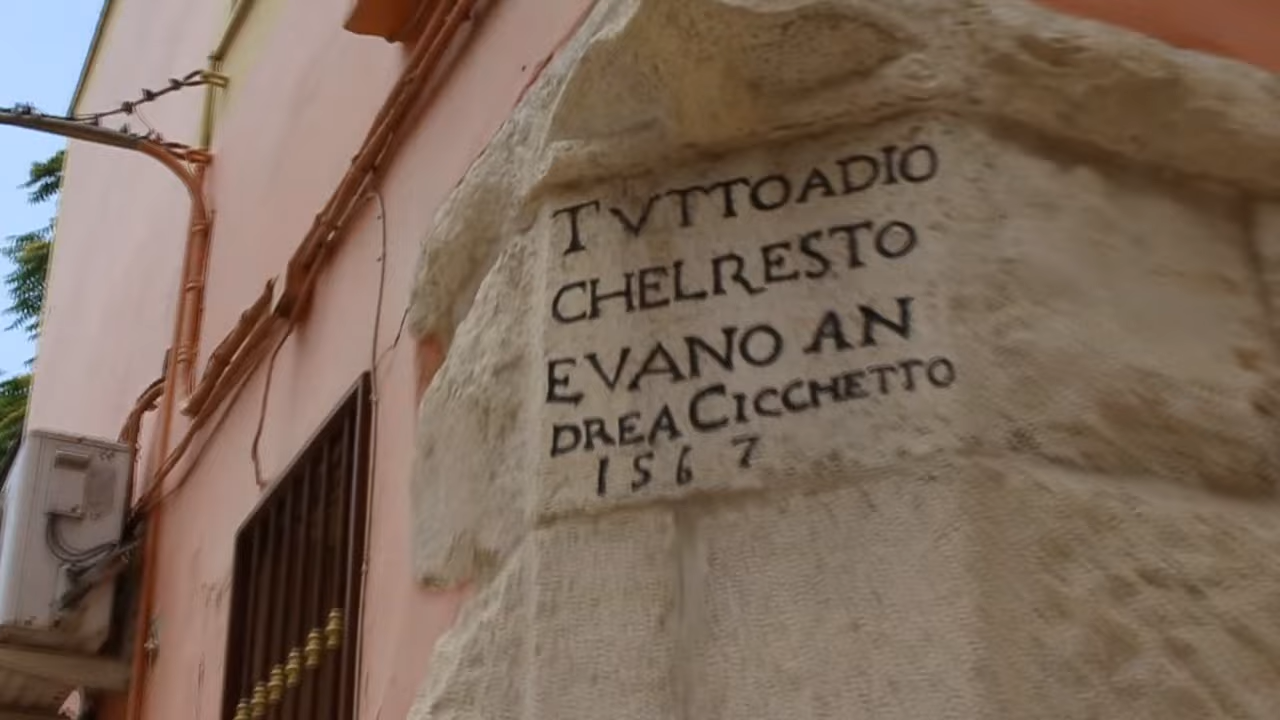 TVTTOADIO
CHELRESTO
EVANO AN
DREA CICCHETTO
1567